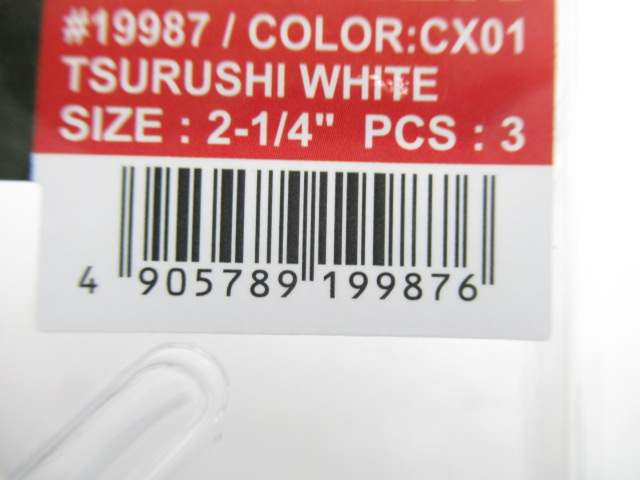 #19987 / COLOR:CX01
TSURUSHI WHITE
SIZE : 2-1/4" PCS : 3
4 905789 199876